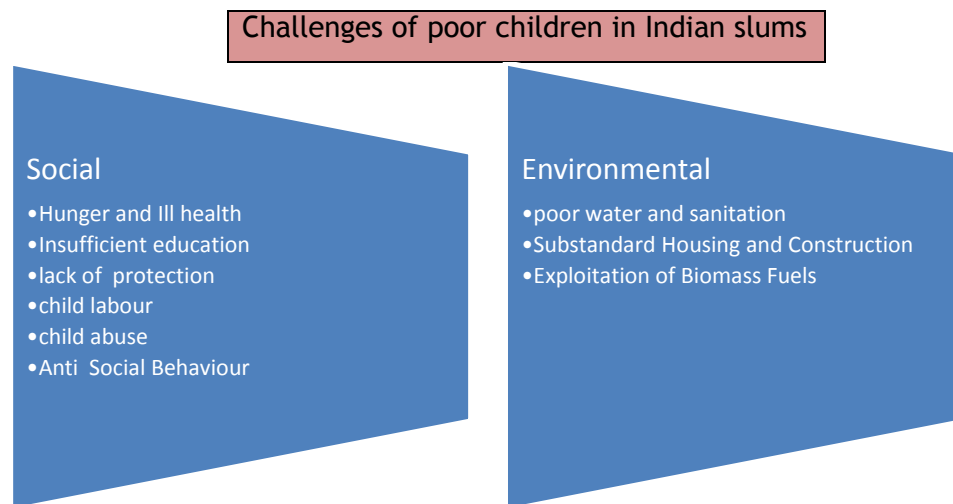 Challenges of poor children in Indian slums
Social
•Hunger and Ill health
•Insufficient education
•lack of protection
•child labour
•child abuse
•Anti Social Behaviour
Environmental
•poor water and sanitation
•Substandard Housing and Construction
•Exploitation of Biomass Fuels